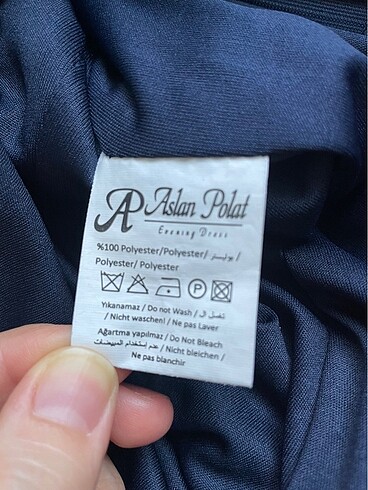 AP Aslan Polat
Evening Dress
%100 Polyester/Polyester/ بوليستر /
Polyester/ Polyester
P
Yıkanamaz / Do not Wash / لا تغسل
/ Nicht waschen! / Ne pas Laver
Ağartma yapılmaz / Do not Bleach
/ عدم إستخدام المبيضات / Nicht bleichen /
Ne pas blanchir